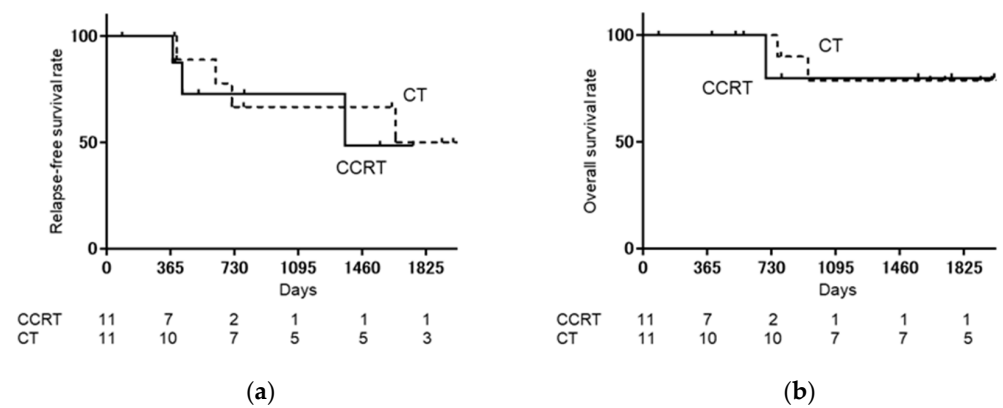 Relapse-free survival rate
100
50
0
CT
CCRT
0 365 730 1095 1460 1825
Days
CCRT 11 7 2 1 1 1
CT 11 10 7 5 5 3
(a)
Overall survival rate
100
50
0
CT
CCRT
0 365 730 1095 1460 1825
Days
CCRT 11 7 2 1 1 1
CT 11 10 10 7 7 5
(b)